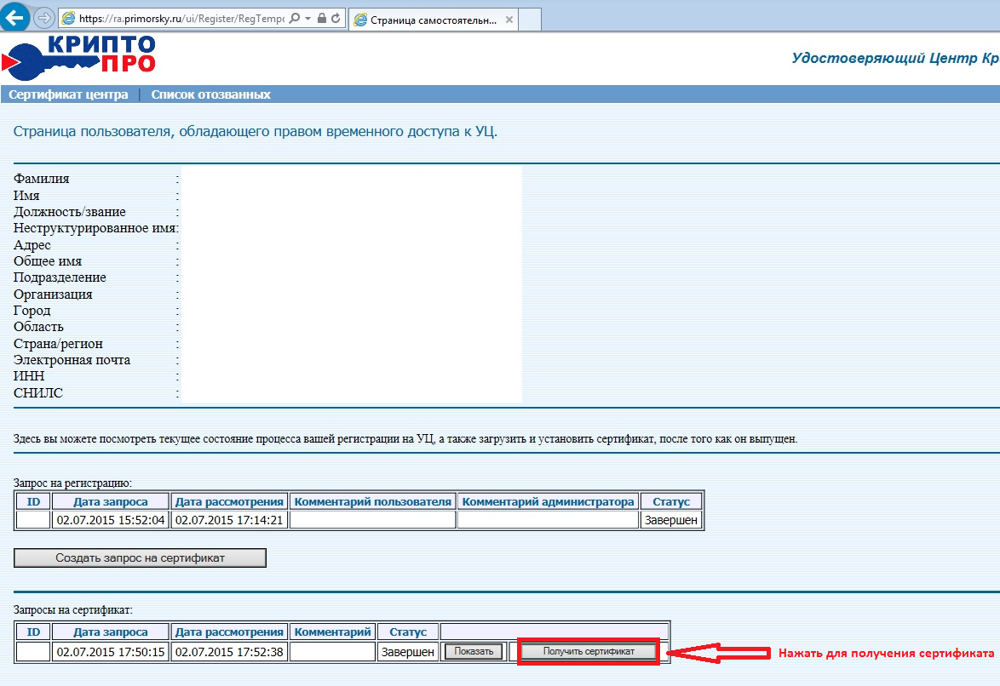 https://ra.primorsky.ru/ui/Register/RegTempo
Страница самостоятельн...
КРИПТО
ПРО
Удостоверяющий Центр Кр
Сертификат центра | Список отозванных
Страница пользователя, обладающего правом временного доступа к УЦ.
Фамилия :
Имя :
Должность/звание :
Неструктурированное имя:
Адрес :
Общее имя :
Подразделение :
Организация :
Город :
Область :
Страна/регион :
Электронная почта :
ИНН :
СНИЛС :
Здесь вы можете посмотреть текущее состояние процесса вашей регистрации на УЦ, а также загрузить и установить сертификат, после того как он выпущен.
Запрос на регистрацию:
ID Дата запроса Дата рассмотрения Комментарий пользователя Комментарий администратора Статус
02.07.2015 15:52:04 02.07.2015 17:14:21 Завершен
Создать запрос на сертификат
Запросы на сертификат:
ID Дата запроса Дата рассмотрения Комментарий Статус
02.07.2015 17:50:15 02.07.2015 17:52:38 Завершен Показать Получить сертификат Нажать для получения сертификата